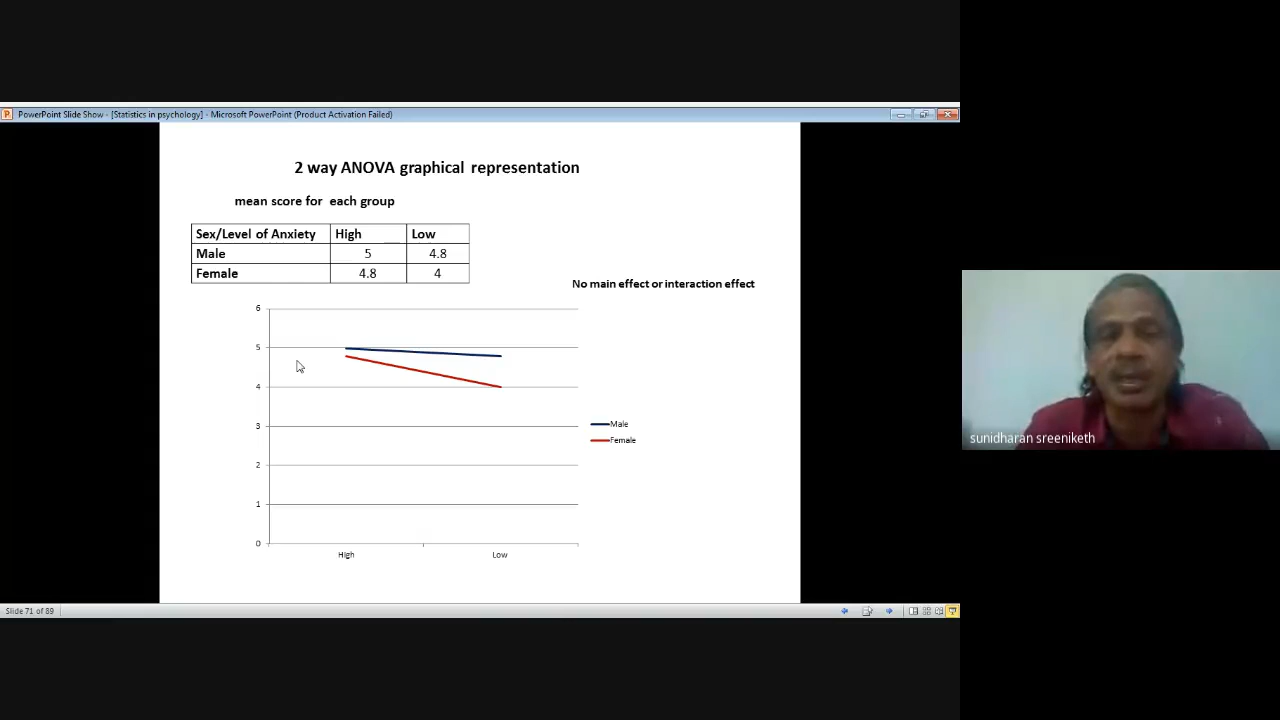 PowerPoint Slide Show - [Statistics in psychology] - Microsoft PowerPoint (Product Activation Failed)
2 way ANOVA graphical representation
mean score for each group
Sex/Level of Anxiety High Low
Male 5 4.8
Female 4.8 4
No main effect or interaction effect
6
5
4
3
2
1
0
High Low
Male
Female
sunidharan sreeniketh
Slide 71 of 89